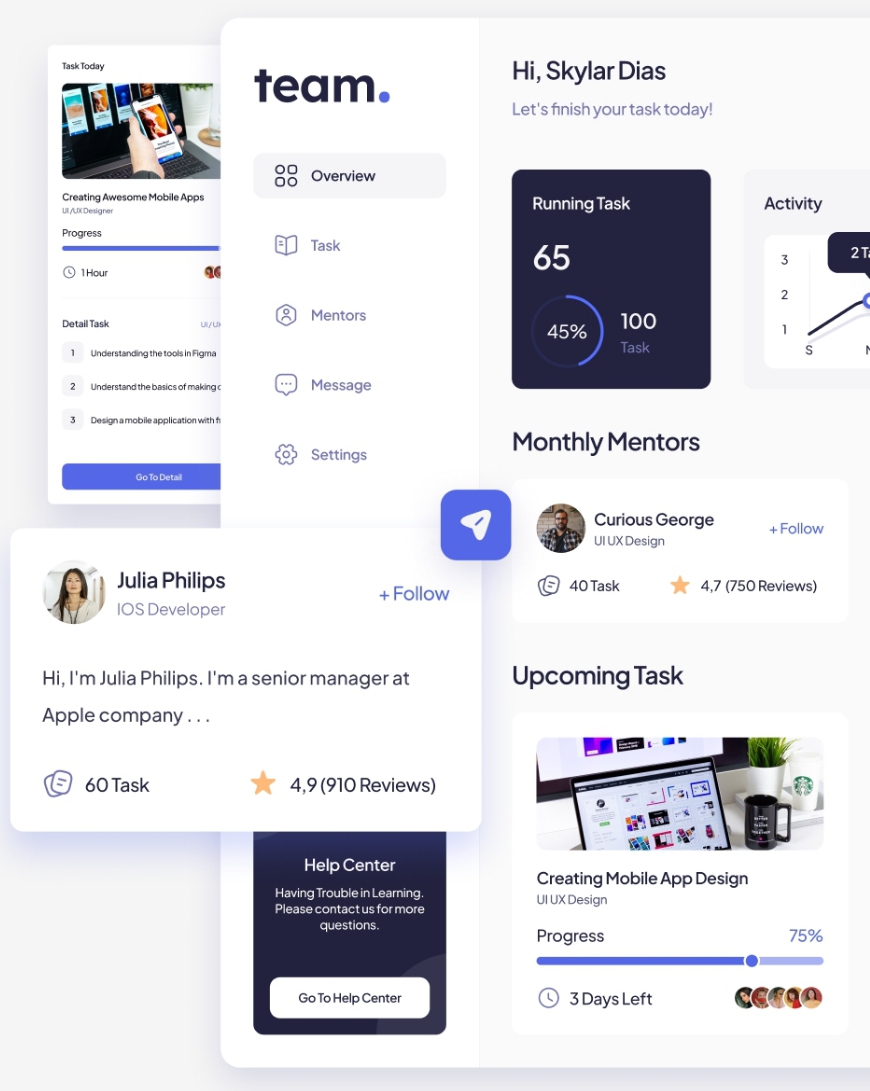 Task Today
Creating Awesome Mobile Apps
UI /UX Designer
Progress
1 Hour
Detail Task
1 Understanding the tools in Figma
2 Understand the basics of making
3 Design a mobile application with
Go To Detail
team.
Overview
Task
Mentors
Message
Settings
Julia Philips
IOS Developer
+ Follow
Hi, I'm Julia Philips. I'm a senior manager at
Apple company . . .
60 Task
4,9 (910 Reviews)
Help Center
Having Trouble in Learning.
Please contact us for more
questions.
Go To Help Center
Hi, Skylar Dias
Let's finish your task today!
Running Task
65
45%
100
Task
Activity
3
2
1
S
2
Monthly Mentors
Curious George
UI UX Design
+ Follow
40 Task
4,7 (750 Reviews)
Upcoming Task
Creating Mobile App Design
UI UX Design
Progress
75%
3 Days Left